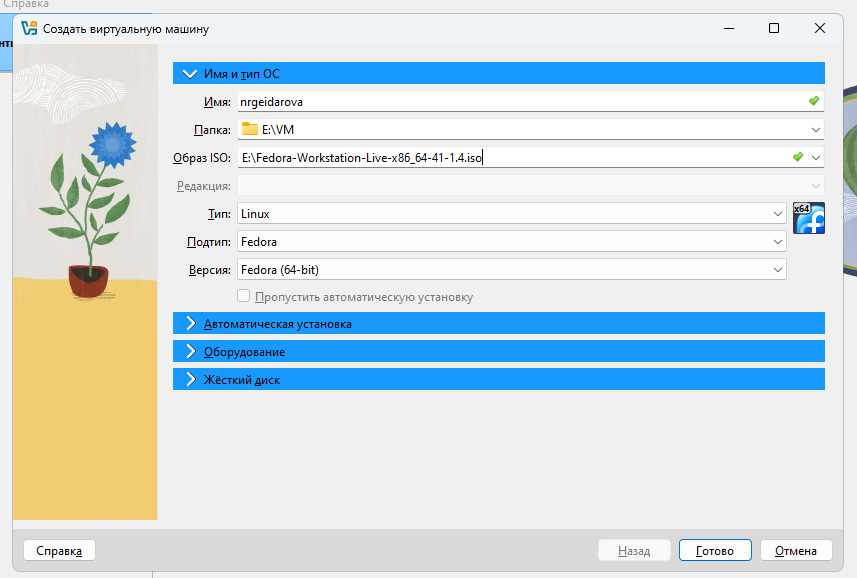 Справка
Создать виртуальную машину
Имя и тип ОС
Имя: nrgeidarova
Папка: E:\VM
Образ ISO: E:\Fedora-Workstation-Live-x86_64-41-1.4.iso
Редакция:
Тип: Linux
x64
Подтип: Fedora
Версия: Fedora (64-bit)
Пропустить автоматическую установку
Автоматическая установка
Оборудование
Жёсткий диск
Справка
Назад
Готово
Отмена